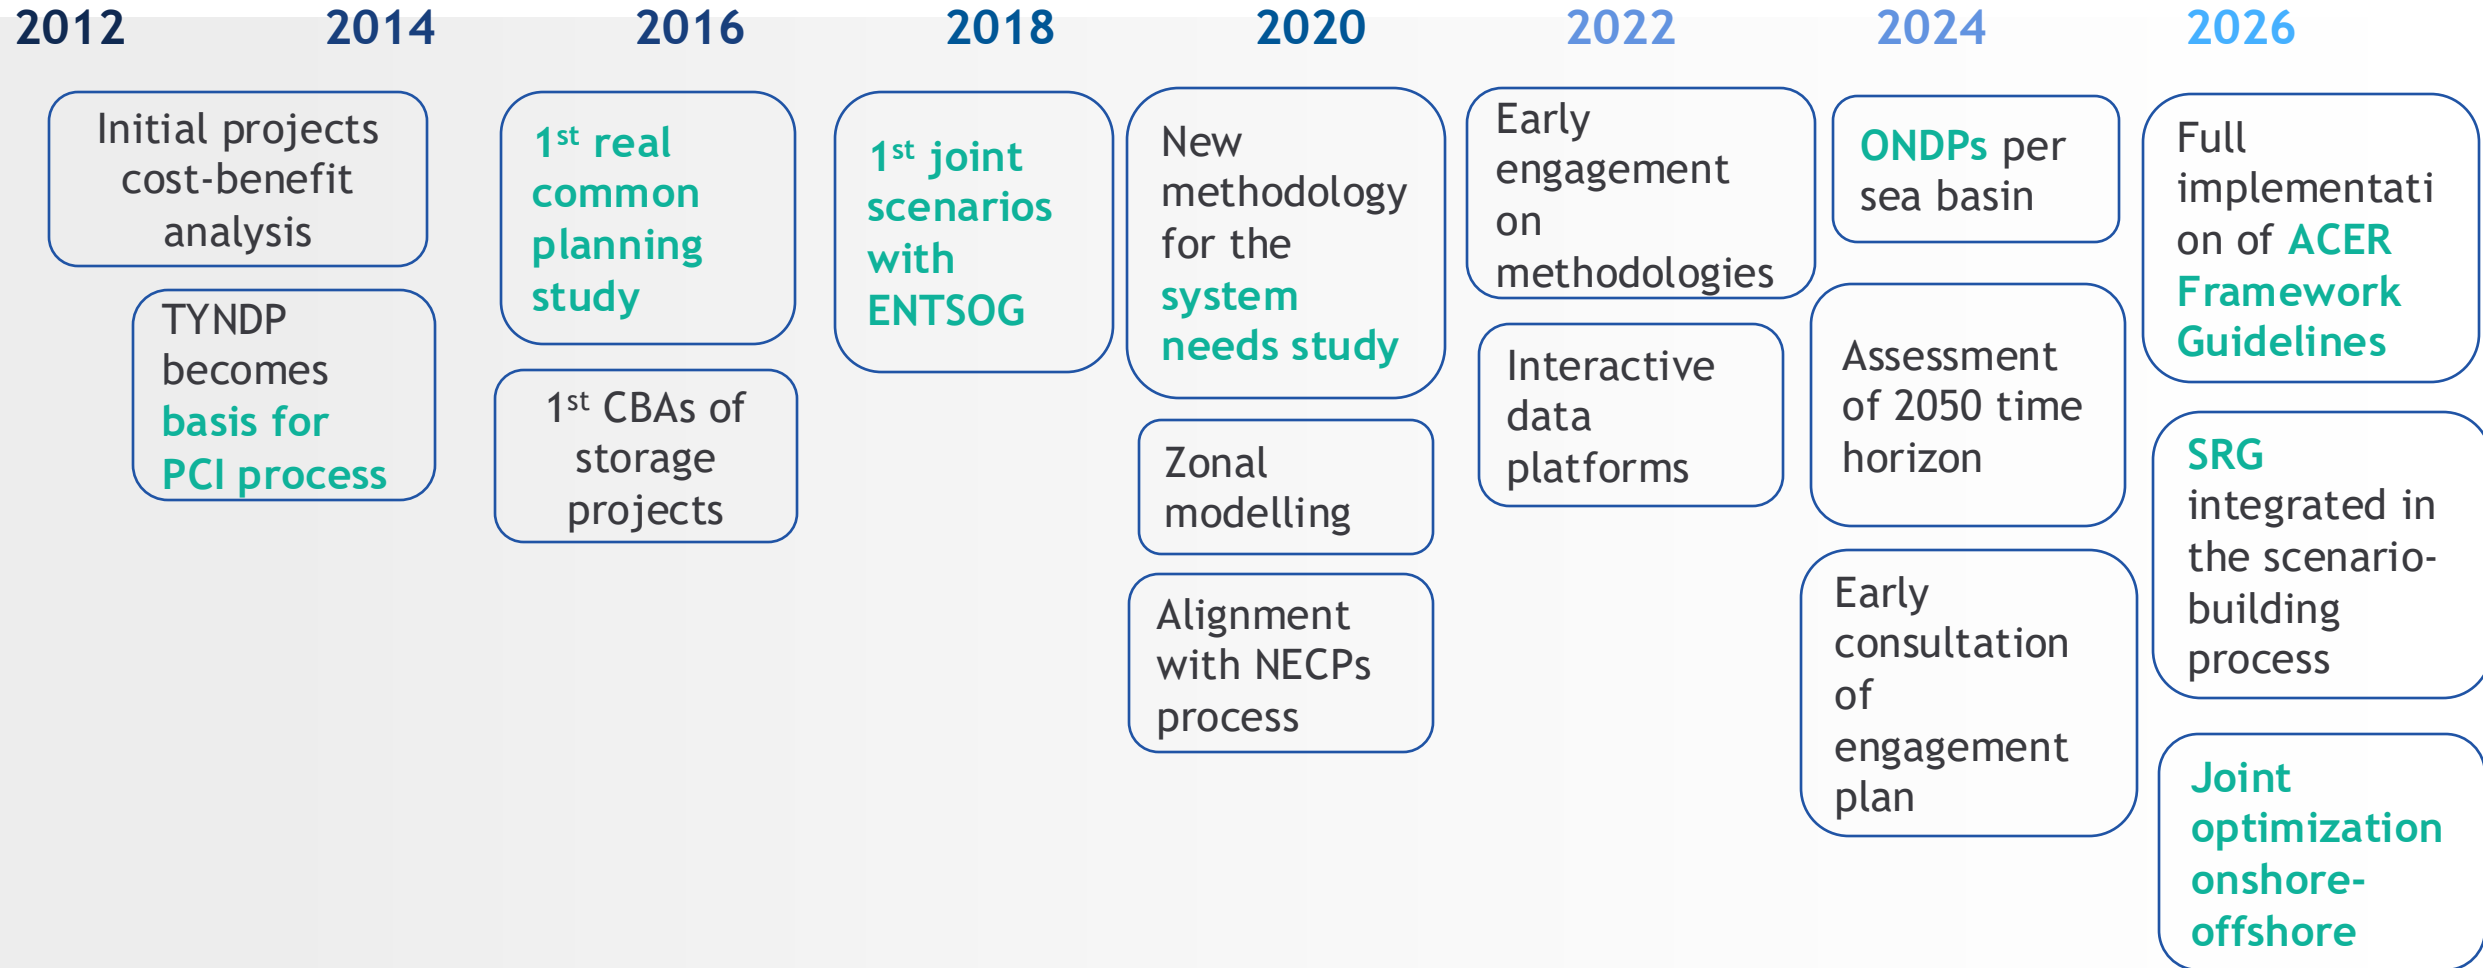 2012 2014 2016 2018 2020 2022 2024 2026
Initial projects
cost-benefit
analysis
TYNDP
becomes
basis for
PCI process
1st real
common
planning
study
1st CBAs of
storage
projects
1st joint
scenarios
with
ENTSOG
New
methodology
for the
system
needs study
Zonal
modelling
Alignment
with NECPs
process
Early
engagement
on
methodologies
Interactive
data
platforms
ONDPs per
sea basin
Assessment
of 2050 time
horizon
Early
consultation
of
engagement
plan
Full
implementati
on of ACER
Framework
Guidelines
SRG
integrated in
the scenario-
building
process
Joint
optimization
onshore-
offshore